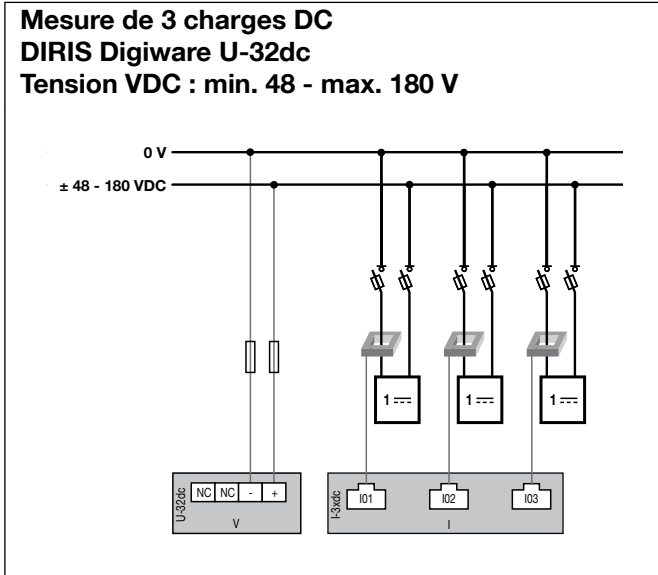 Mesure de 3 charges DC
DIRIS Digiware U-32dc
Tension VDC : min. 48 - max. 180 V
0 V
± 48 - 180 VDC
1 1 1
U-32dc
NC NC - +
V
I-3xdc
I01 I02 I03
I